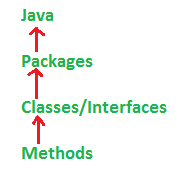 Java
Packages
Classes/Interfaces
Methods